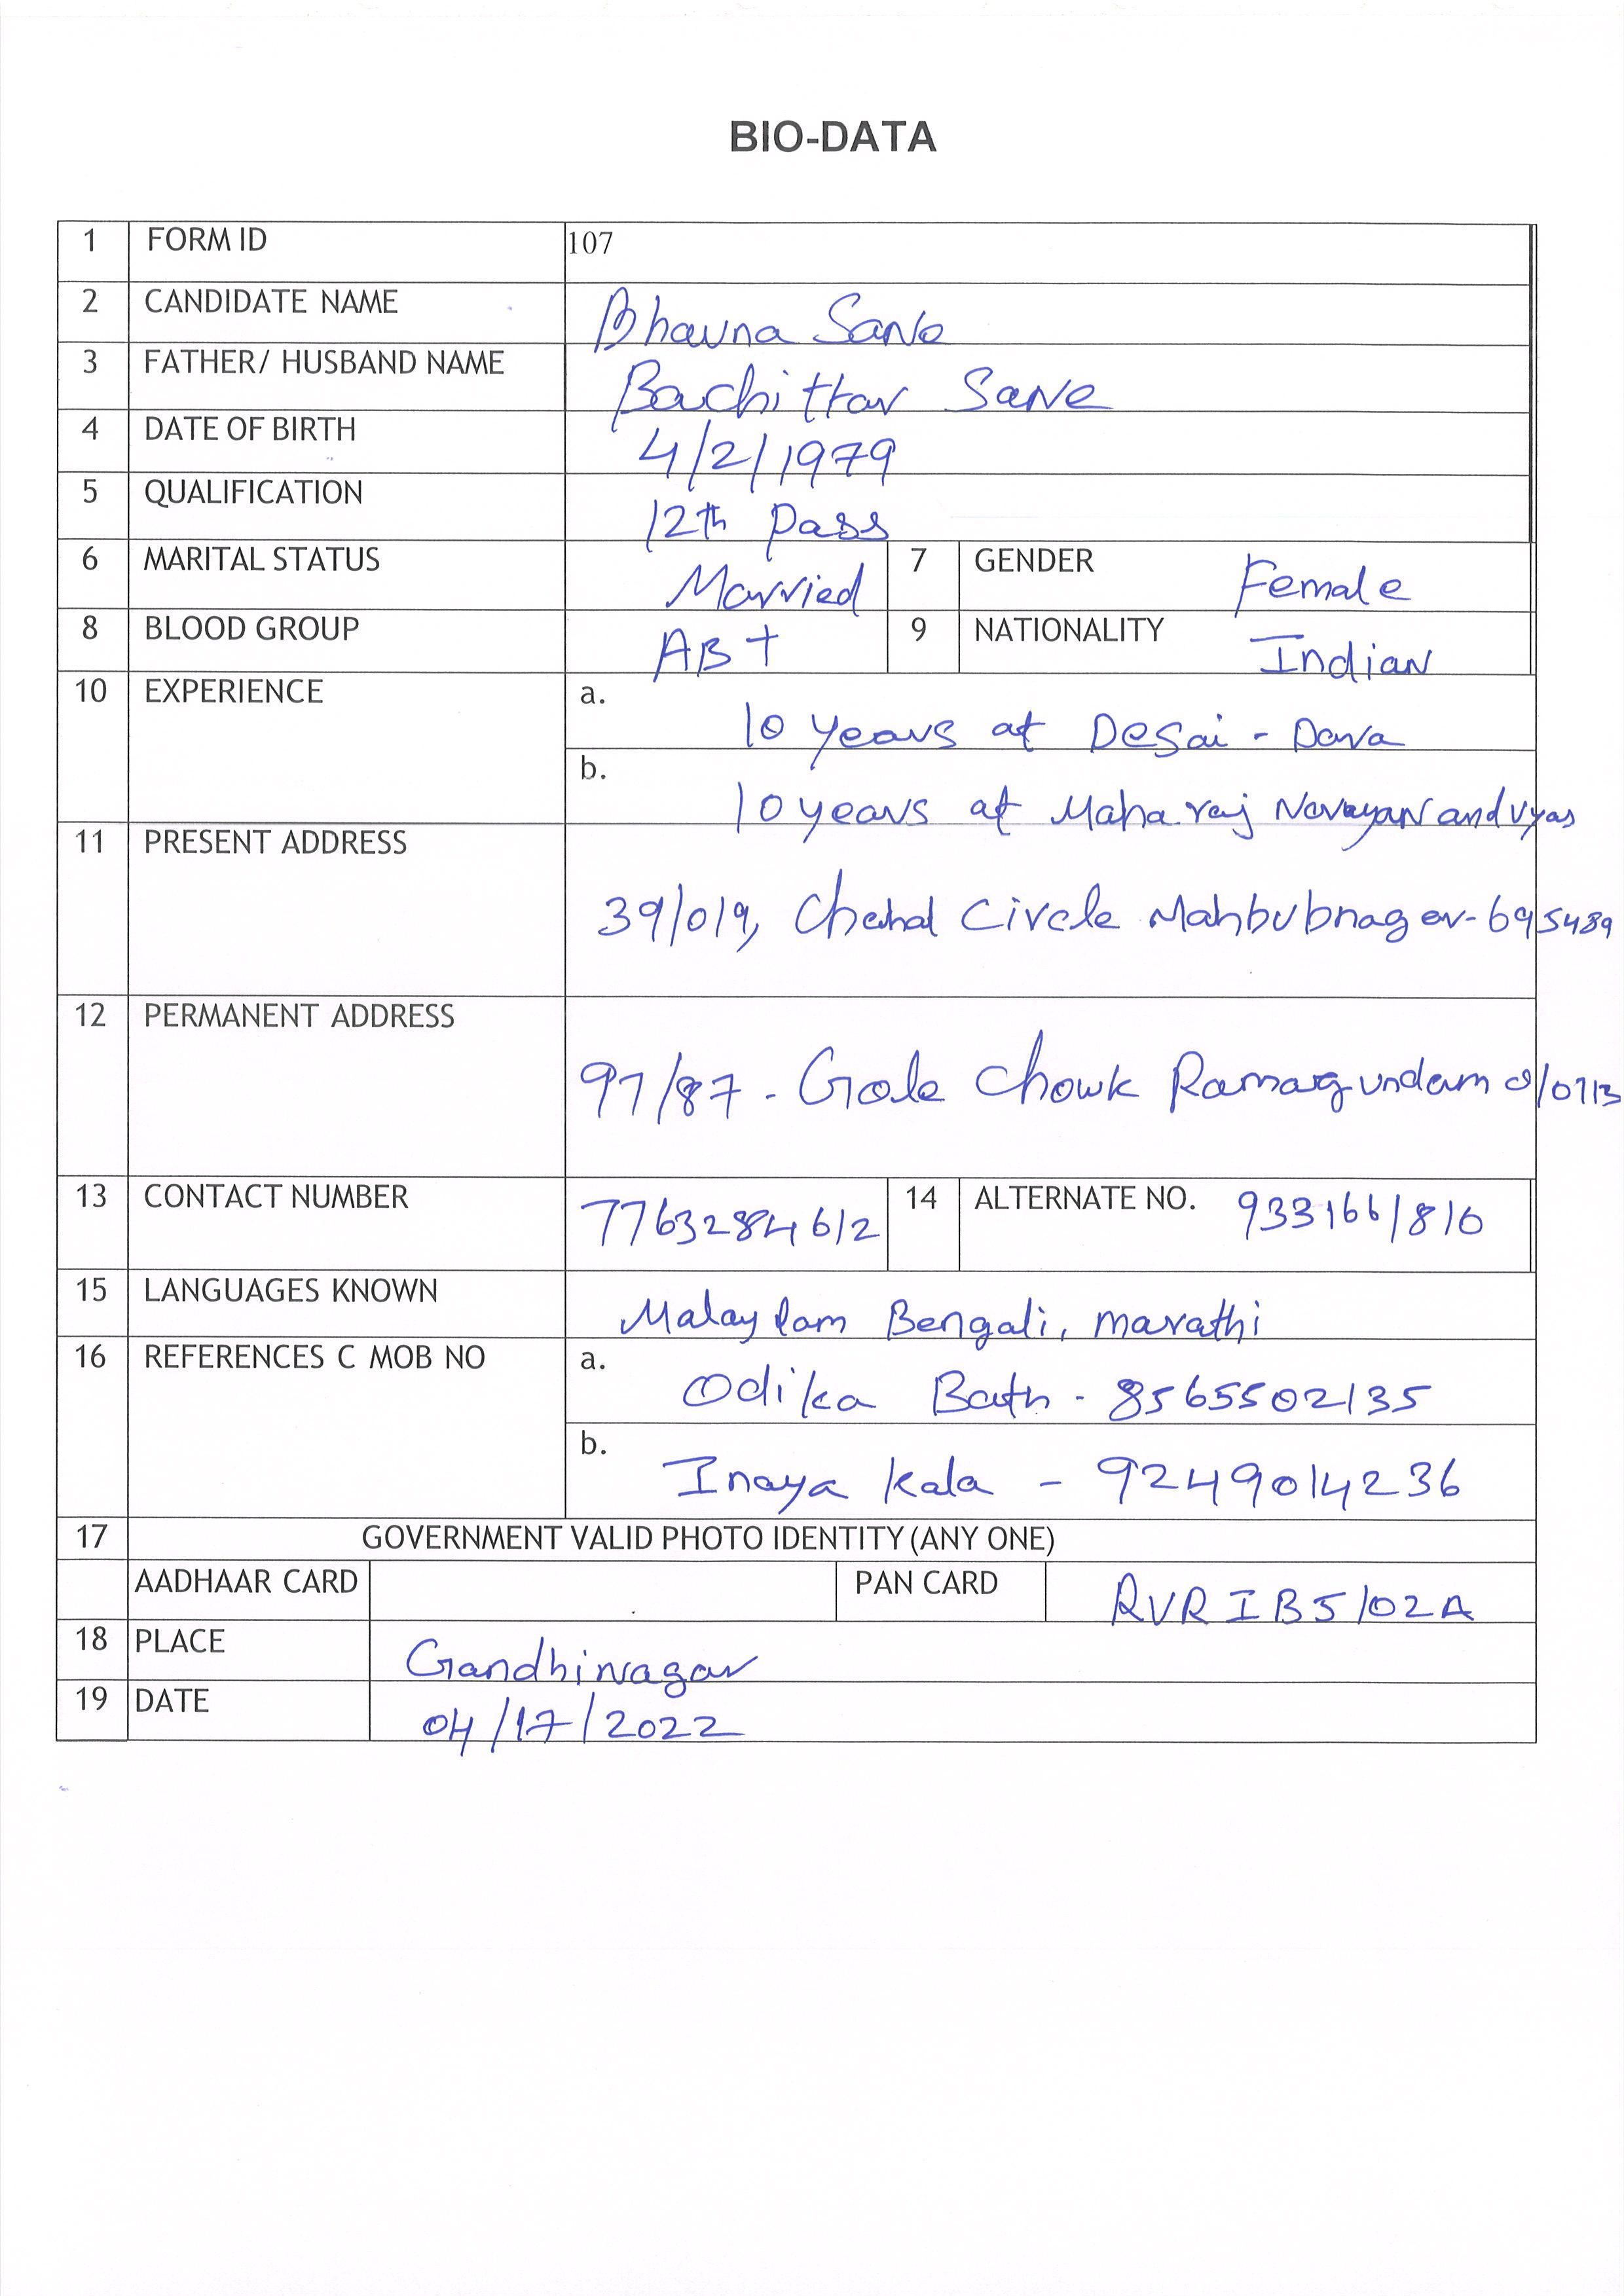 BIO-DATA
1 FORM ID 107
2 CANDIDATE NAME Bhavna Sane
3 FATHER/ HUSBAND NAME Bachittar Sane
4 DATE OF BIRTH 4/2/1979
5 QUALIFICATION 12th pass
6 MARITAL STATUS Married 7 GENDER Female
8 BLOOD GROUP AB+ 9 NATIONALITY Indian
10 EXPERIENCE a. 10 years at Desai - Dara
b. 10 years at Maharaj Narayan and Vyas
11 PRESENT ADDRESS
39/019, Chahal Circle Mahbubnagar - 695489
12 PERMANENT ADDRESS
97/87 - Gole Chowk Ramagundam
13 CONTACT NUMBER 7763284612 14 ALTERNATE NO. 9331661810
15 LANGUAGES KNOWN Malaylam Bengali, marathi
16 REFERENCES C MOB NO a. Odika Bath - 8565502135
b. Inaya kala - 9249014236
17 GOVERNMENT VALID PHOTO IDENTITY (ANY ONE)
AADHAAR CARD PAN CARD RVRIB5102A
18 PLACE Gandhinagar
19 DATE 04/17/2022